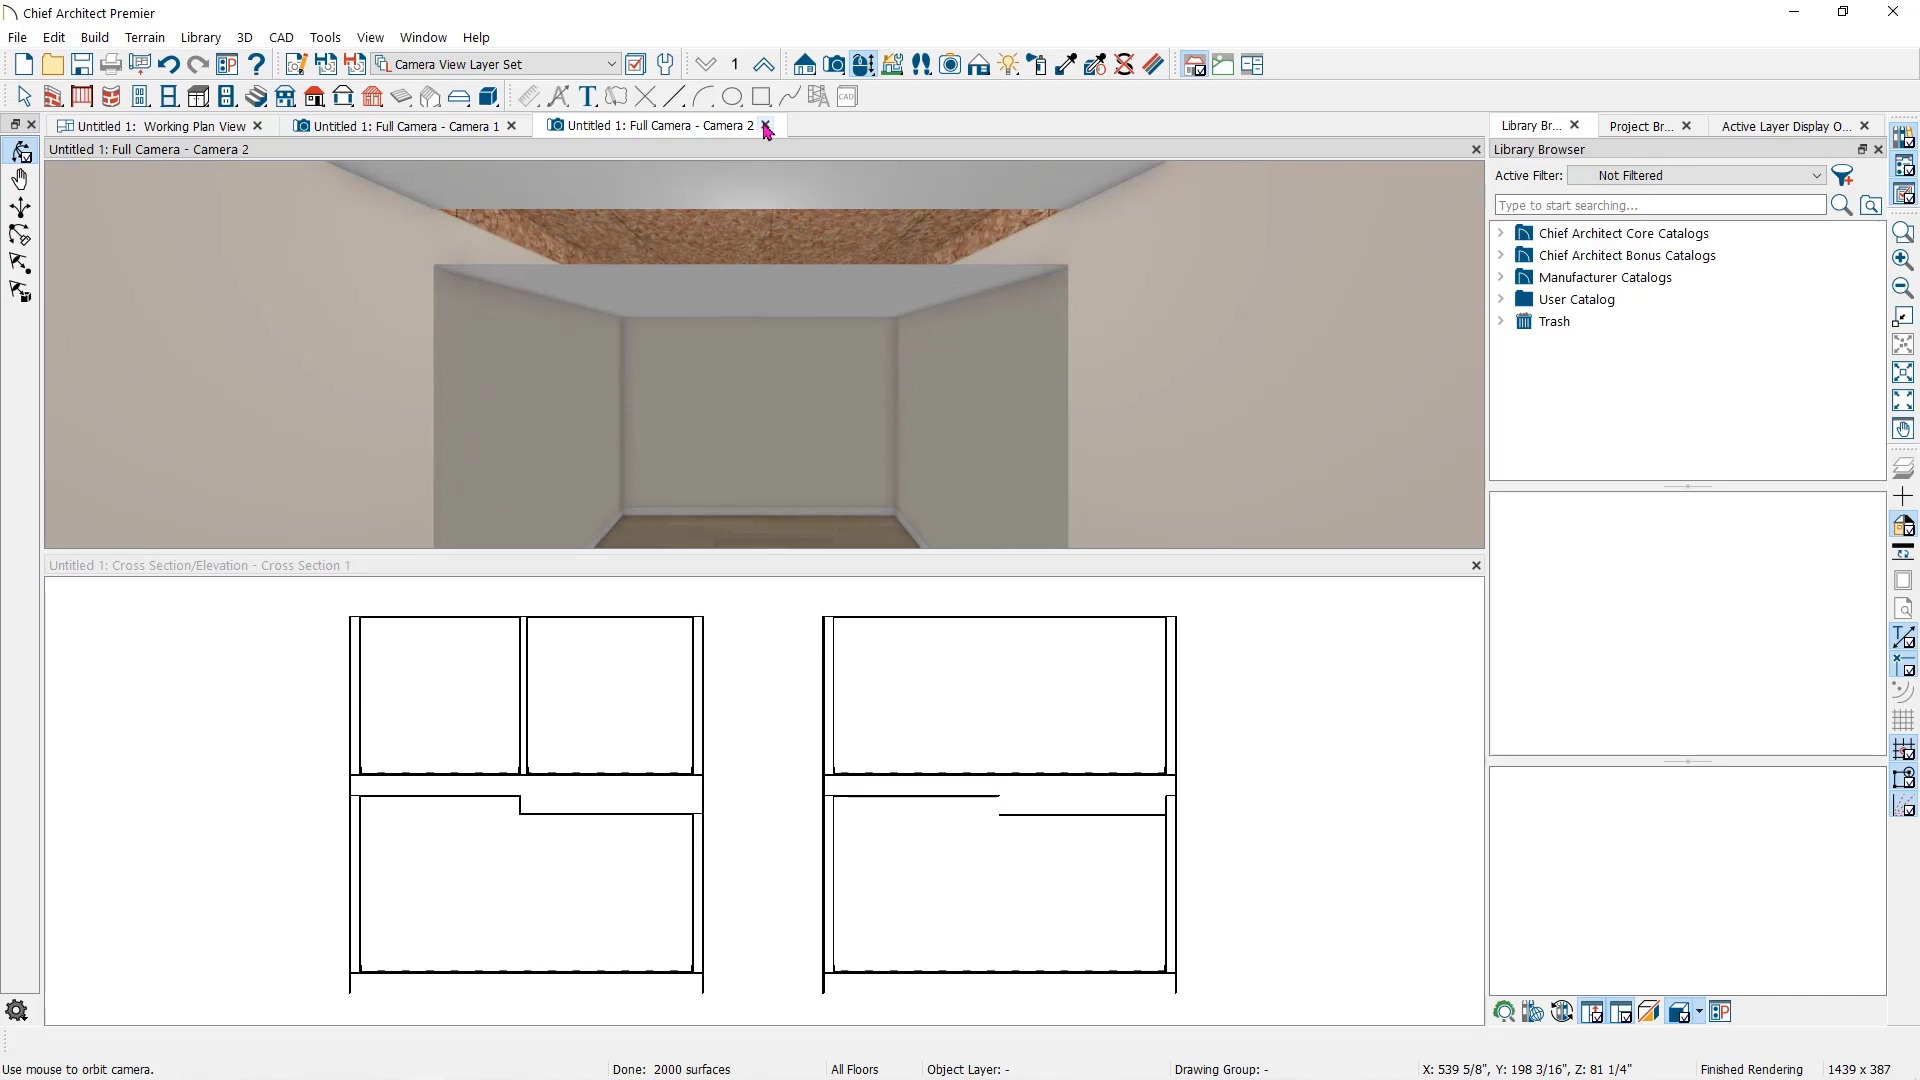 Chief Architect Premier
File Edit Build Terrain Library 3D CAD Tools View Window Help
Camera View Layer Set 1
CAD
Untitled 1: Working Plan View Untitled 1: Full Camera - Camera 1 Untitled 1: Full Camera - Camera 2 Library Br... Project Br... Active Layer Display O...
Untitled 1: Full Camera - Camera 2
Library Browser
Active Filter: Not Filtered
Type to start searching...
Chief Architect Core Catalogs
Chief Architect Bonus Catalogs
Manufacturer Catalogs
User Catalog
Trash
Untitled 1: Cross Section/Elevation - Cross Section 1
Use mouse to orbit camera. Done: 2000 surfaces All Floors Object Layer: - Drawing Group: - X: 539 5/8", Y: 198 3/16", Z: 81 1/4" Finished Rendering 1439 x 387